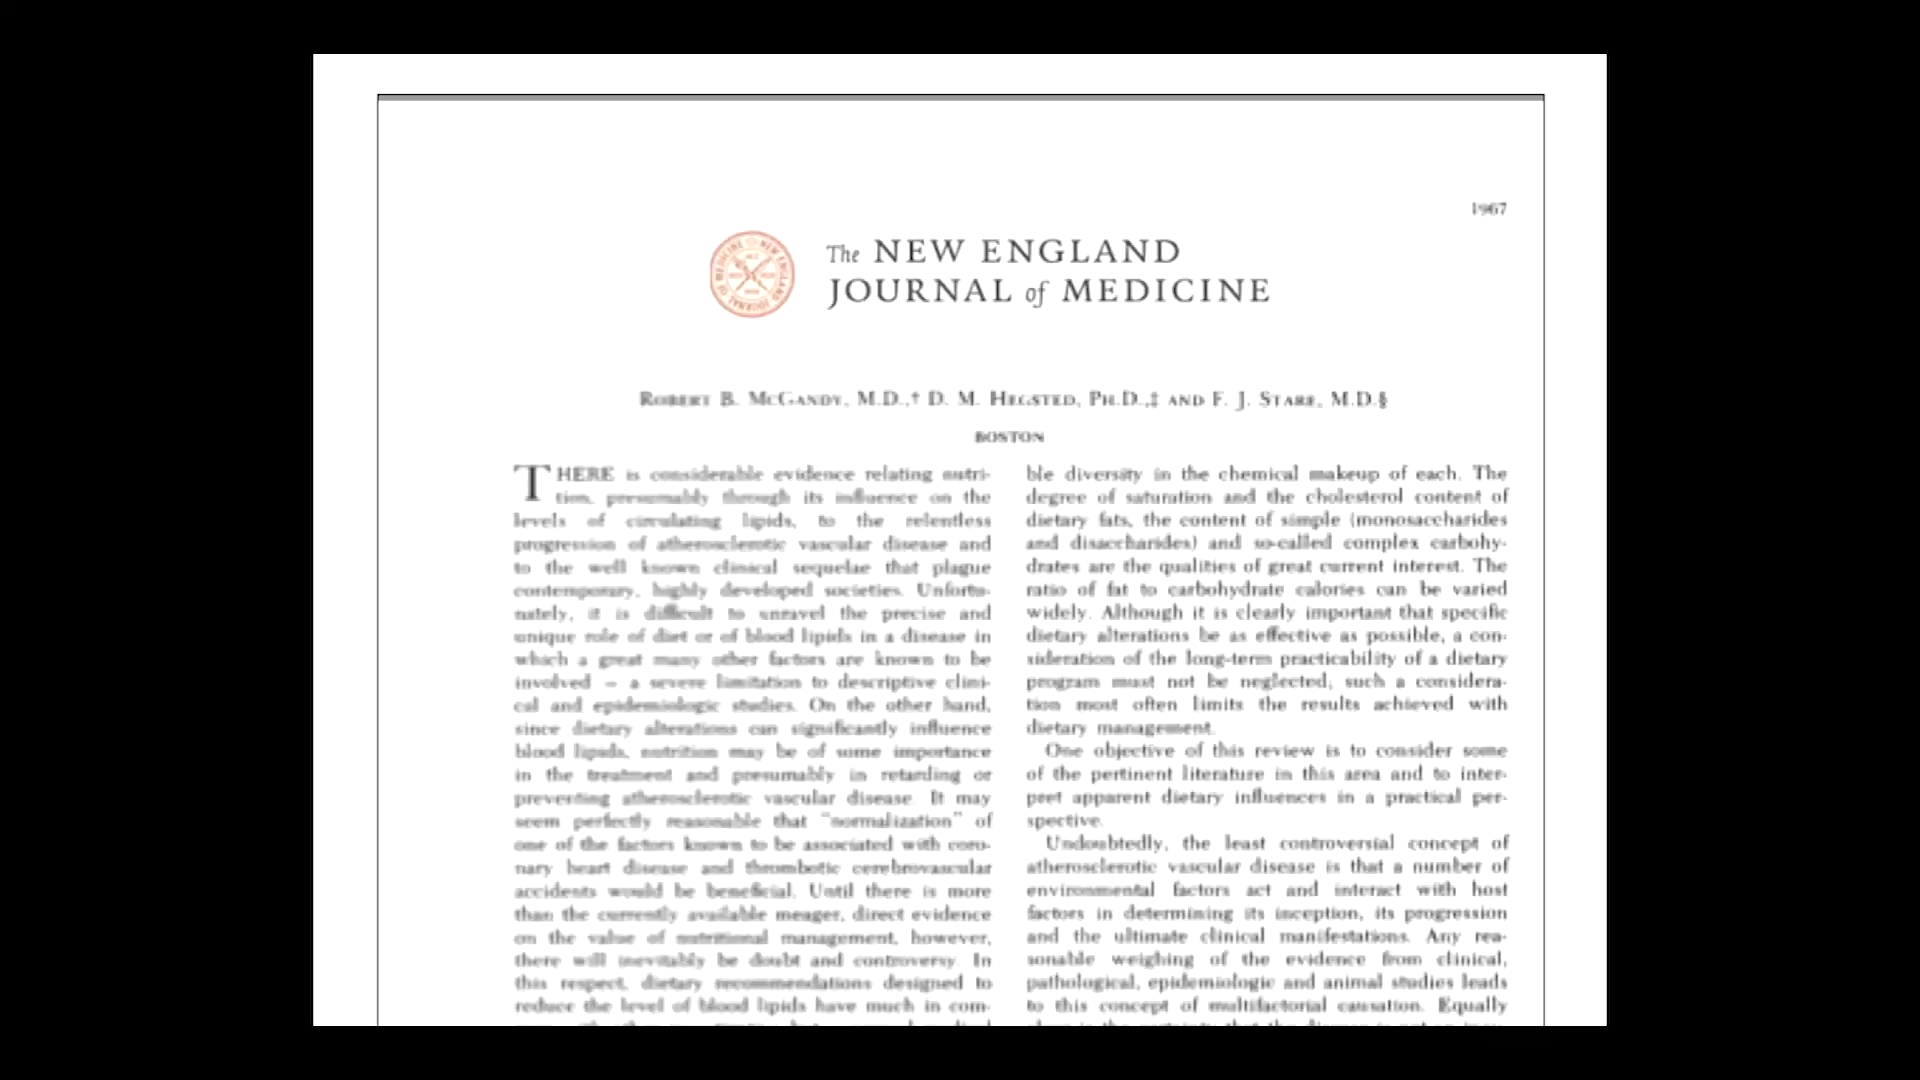 1967
The NEW ENGLAND
JOURNAL of MEDICINE
ROBERT B. MCGANDY, M.D.,† D. M. HEGSTED, PH.D.,‡ AND F. J. STARE, M.D.§
BOSTON
THERE is considerable evidence relating nutri-
tion, presumably through its influence on the
levels of circulating lipids, to the relentless
progression of atherosclerotic vascular disease and
to the well known clinical sequelae that plague
contemporary, highly developed societies. Unfortu-
nately, it is difficult to unravel the precise and
unique role of diet or of blood lipids in a disease in
which a great many other factors are known to be
involved – a severe limitation to descriptive clini-
cal and epidemiologic studies. On the other hand,
since dietary alterations can significantly influence
blood lipids, nutrition may be of some importance
in the treatment and presumably in retarding or
preventing atherosclerotic vascular disease. It may
seem perfectly reasonable that "normalization" of
one of the factors known to be associated with coro-
nary heart disease and thrombotic cerebrovascular
accidents would be beneficial. Until there is more
than the currently available meager, direct evidence
on the value of nutritional management, however,
there will inevitably be doubt and controversy. In
this respect, dietary recommendations designed to
reduce the level of blood lipids have much in com-
ble diversity in the chemical makeup of each. The
degree of saturation and the cholesterol content of
dietary fats, the content of simple (monosaccharides
and disaccharides) and so-called complex carbohy-
drates are the qualities of great current interest. The
ratio of fat to carbohydrate calories can be varied
widely. Although it is clearly important that specific
dietary alterations be as effective as possible, a con-
sideration of the long-term practicability of a dietary
program must not be neglected; such a considera-
tion most often limits the results achieved with
dietary management.
One objective of this review is to consider some
of the pertinent literature in this area and to inter-
pret apparent dietary influences in a practical per-
spective.
Undoubtedly, the least controversial concept of
atherosclerotic vascular disease is that a number of
environmental factors act and interact with host
factors in determining its inception, its progression
and the ultimate clinical manifestations. Any rea-
sonable weighing of the evidence from clinical,
pathological, epidemiologic and animal studies leads
to this concept of multifactorial causation. Equally